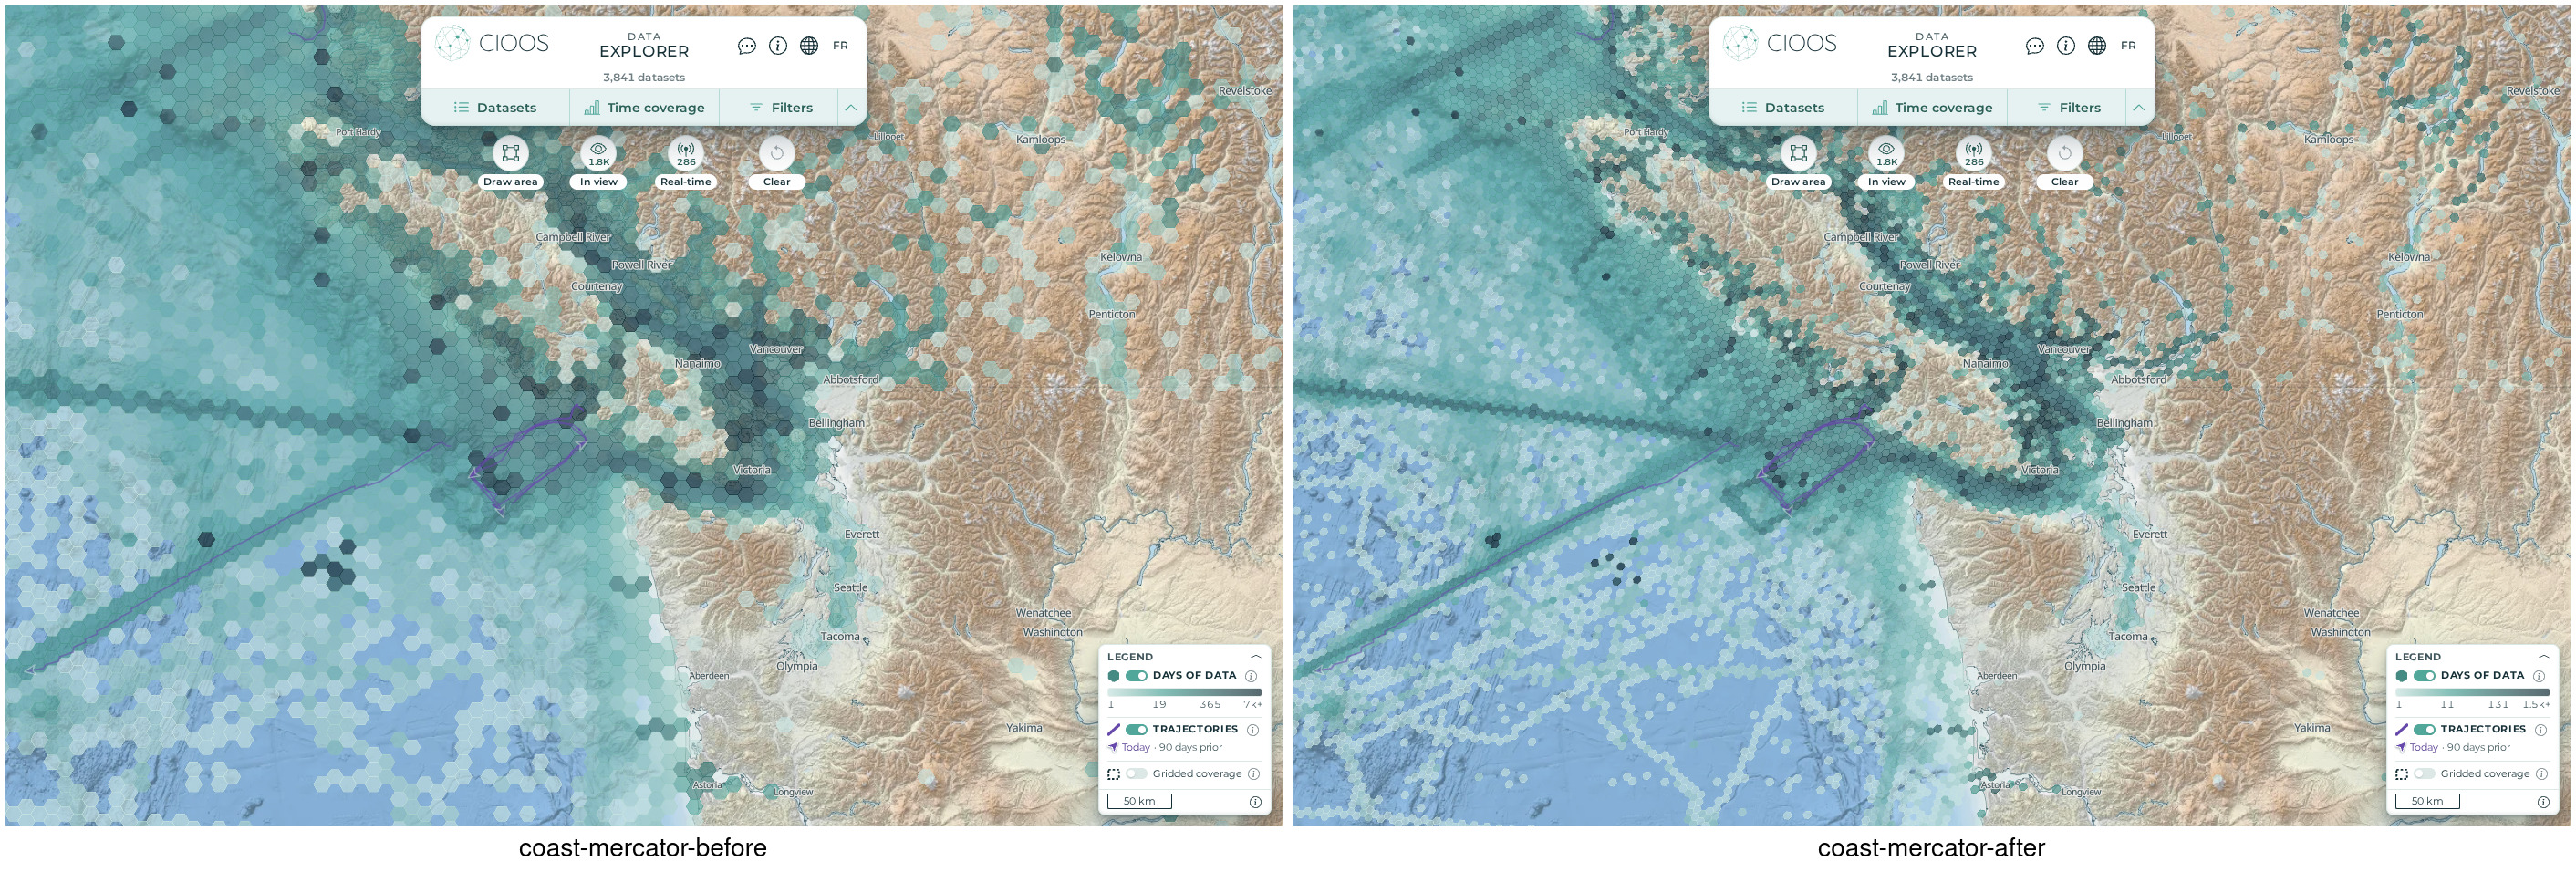 CIOOS
DATA
EXPLORER
FR
3,841 datasets
Datasets
Time coverage
Filters
1.8K
286
Draw area
In view
Real-time
Clear
Port Hardy
Lillooet
Kamloops
Revelstoke
Campbell River
Powell River
Courtenay
Kelowna
Penticton
Nanaimo
Vancouver
Abbotsford
Bellingham
Victoria
Everett
Seattle
Wenatchee
Washington
Tacoma
Olympia
Aberdeen
Yakima
Astoria
Longview
LEGEND
DAYS OF DATA
1 19 365 7k+
TRAJECTORIES
Today · 90 days prior
Gridded coverage
50 km
coast-mercator-before
CIOOS
DATA
EXPLORER
FR
3,841 datasets
Datasets
Time coverage
Filters
1.8K
286
Draw area
In view
Real-time
Clear
Port Hardy
Lillooet
Kamloops
Revelstoke
Campbell River
Powell River
Courtenay
Kelowna
Penticton
Nanaimo
Vancouver
Abbotsford
Bellingham
Victoria
Everett
Seattle
Wenatchee
Washington
Tacoma
Olympia
Aberdeen
Yakima
Astoria
Longview
LEGEND
DAYS OF DATA
1 11 131 1.5k+
TRAJECTORIES
Today · 90 days prior
Gridded coverage
50 km
coast-mercator-after